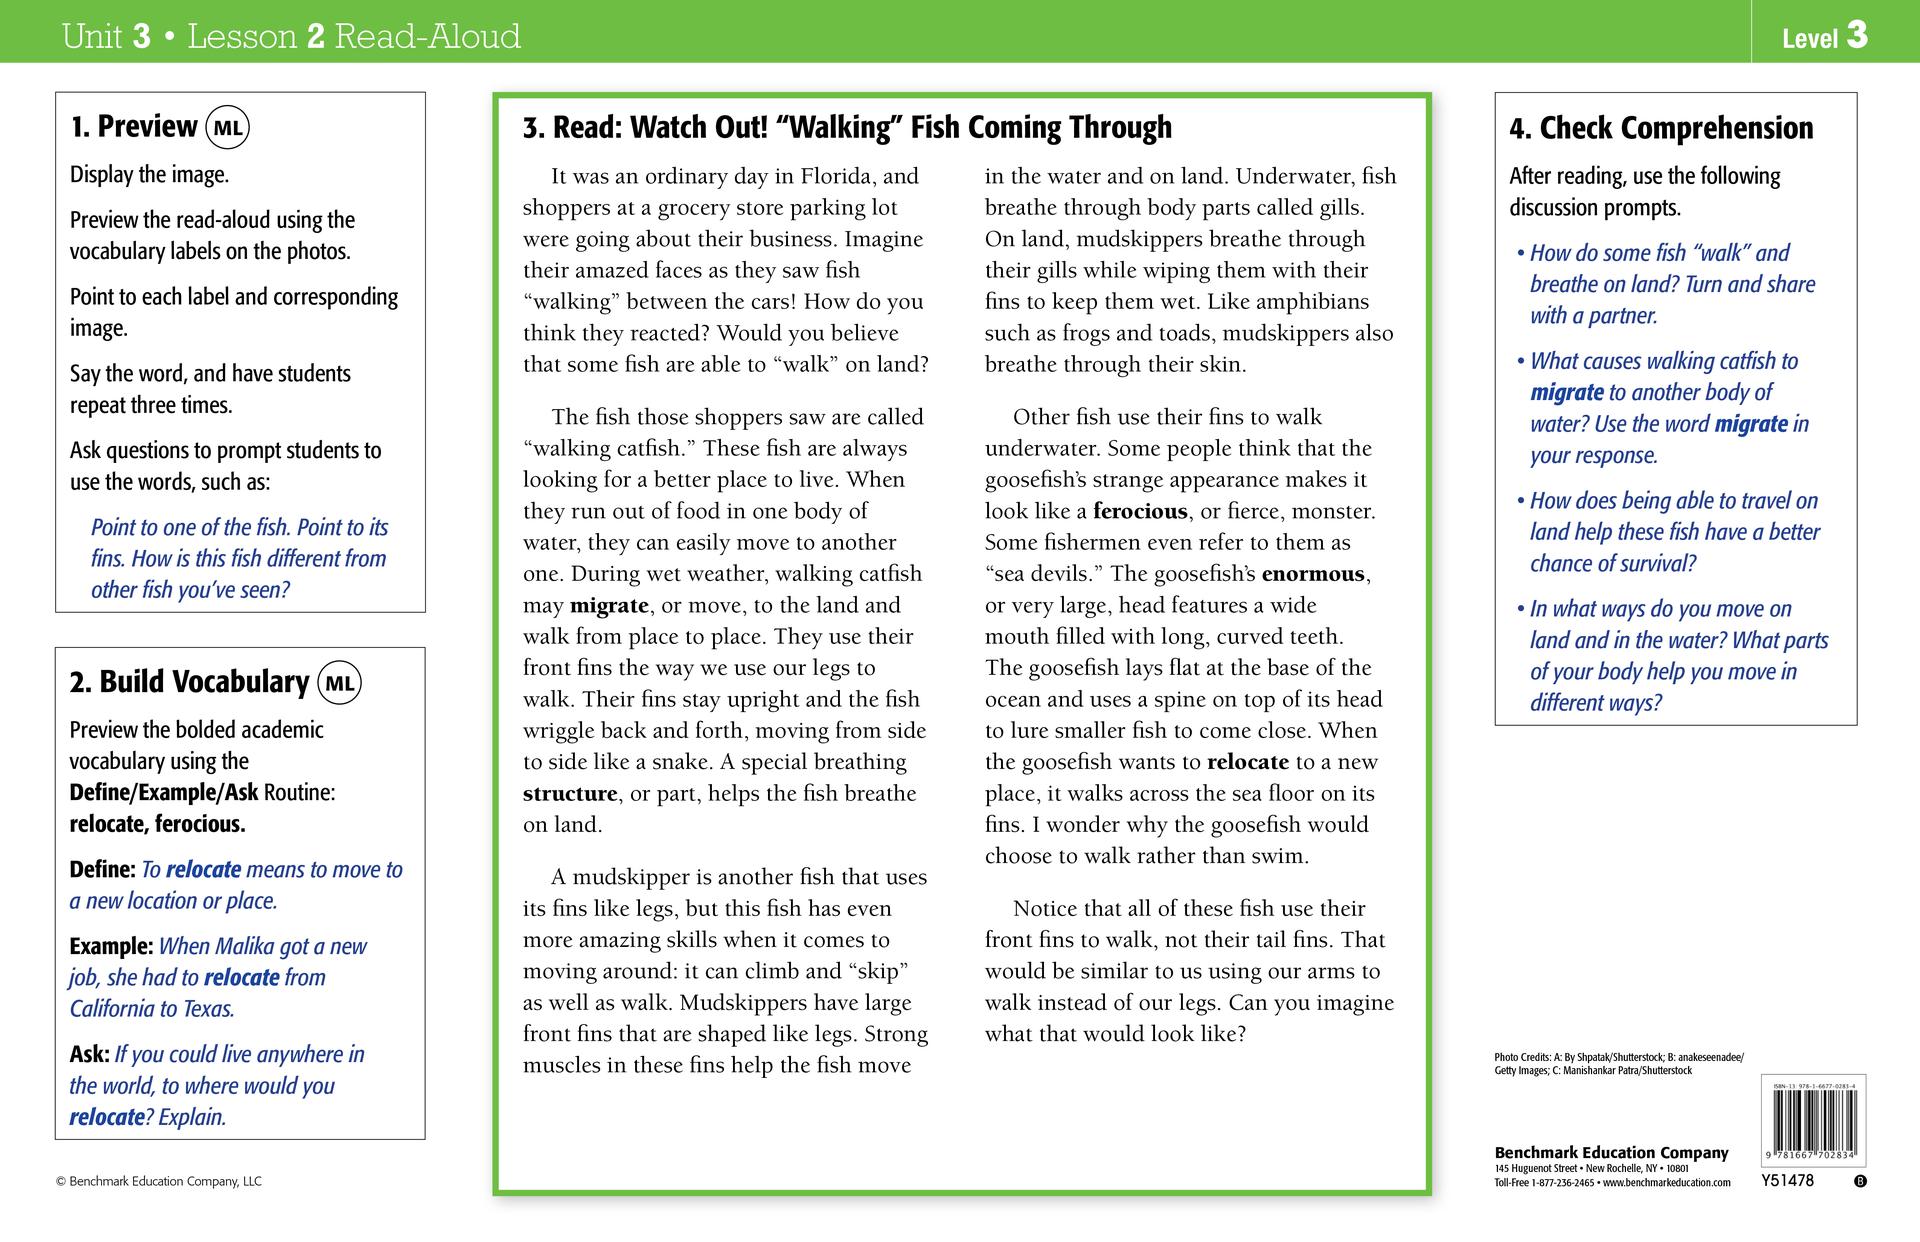 Unit 3 • Lesson 2 Read-Aloud
Level 3
1. Preview ML
Display the image.
Preview the read-aloud using the
vocabulary labels on the photos.
Point to each label and corresponding
image.
Say the word, and have students
repeat three times.
Ask questions to prompt students to
use the words, such as:
Point to one of the fish. Point to its
fins. How is this fish different from
other fish you’ve seen?
2. Build Vocabulary ML
Preview the bolded academic
vocabulary using the
Define/Example/Ask Routine:
relocate, ferocious.
Define: To relocate means to move to
a new location or place.
Example: When Malika got a new
job, she had to relocate from
California to Texas.
Ask: If you could live anywhere in
the world, to where would you
relocate? Explain.
© Benchmark Education Company, LLC
3. Read: Watch Out! “Walking” Fish Coming Through
It was an ordinary day in Florida, and
shoppers at a grocery store parking lot
were going about their business. Imagine
their amazed faces as they saw fish
“walking” between the cars! How do you
think they reacted? Would you believe
that some fish are able to “walk” on land?
The fish those shoppers saw are called
“walking catfish.” These fish are always
looking for a better place to live. When
they run out of food in one body of
water, they can easily move to another
one. During wet weather, walking catfish
may migrate, or move, to the land and
walk from place to place. They use their
front fins the way we use our legs to
walk. Their fins stay upright and the fish
wriggle back and forth, moving from side
to side like a snake. A special breathing
structure, or part, helps the fish breathe
on land.
A mudskipper is another fish that uses
its fins like legs, but this fish has even
more amazing skills when it comes to
moving around: it can climb and “skip”
as well as walk. Mudskippers have large
front fins that are shaped like legs. Strong
muscles in these fins help the fish move
in the water and on land. Underwater, fish
breathe through body parts called gills.
On land, mudskippers breathe through
their gills while wiping them with their
fins to keep them wet. Like amphibians
such as frogs and toads, mudskippers also
breathe through their skin.
Other fish use their fins to walk
underwater. Some people think that the
goosefish’s strange appearance makes it
look like a ferocious, or fierce, monster.
Some fishermen even refer to them as
“sea devils.” The goosefish’s enormous,
or very large, head features a wide
mouth filled with long, curved teeth.
The goosefish lays flat at the base of the
ocean and uses a spine on top of its head
to lure smaller fish to come close. When
the goosefish wants to relocate to a new
place, it walks across the sea floor on its
fins. I wonder why the goosefish would
choose to walk rather than swim.
Notice that all of these fish use their
front fins to walk, not their tail fins. That
would be similar to us using our arms to
walk instead of our legs. Can you imagine
what that would look like?
4. Check Comprehension
After reading, use the following
discussion prompts.
• How do some fish “walk” and
breathe on land? Turn and share
with a partner.
• What causes walking catfish to
migrate to another body of
water? Use the word migrate in
your response.
• How does being able to travel on
land help these fish have a better
chance of survival?
• In what ways do you move on
land and in the water? What parts
of your body help you move in
different ways?
Photo Credits: A: By Shpatak/Shutterstock; B: anakeseenadee/
Getty Images; C: Manishankar Patra/Shutterstock
Benchmark Education Company
145 Huguenot Street • New Rochelle, NY • 10801
Toll-Free 1-877-236-2465 • www.benchmarkeducation.com
ISBN-13 978-1-6677-0283-4
9 781667 702834
Y51478
B